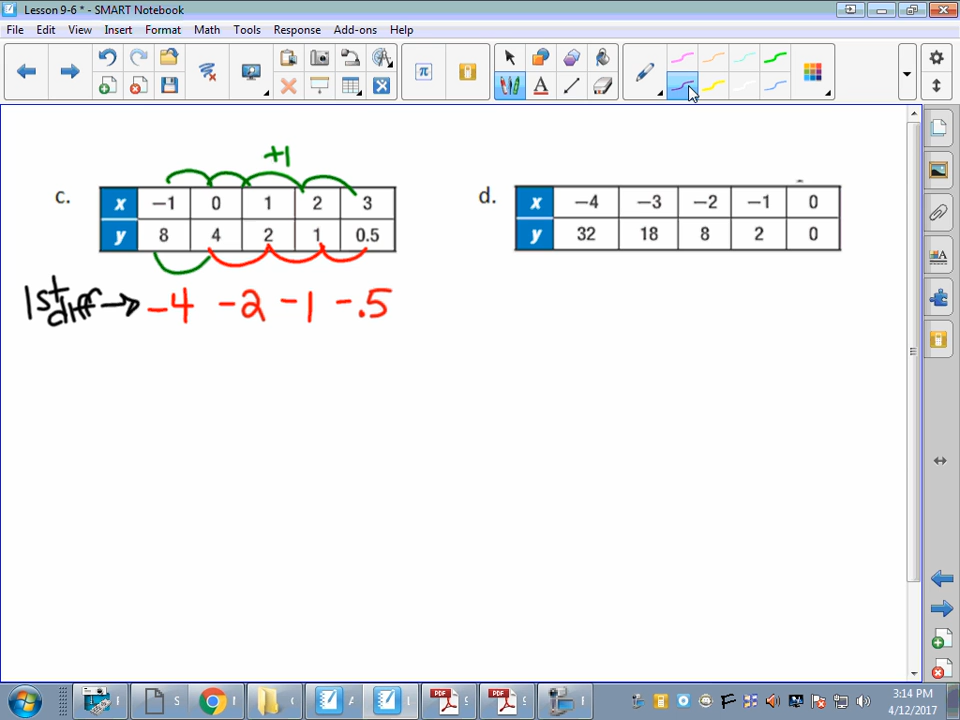 Lesson 9-6 * - SMART Notebook
File Edit View Insert Format Math Tools Response Add-ons Help
π
A
+1
c.
x −1 0 1 2 3
y 8 4 2 1 0.5
1st diff → −4 −2 −1 −.5
d.
x −4 −3 −2 −1 0
y 32 18 8 2 0
3:14 PM
4/12/2017